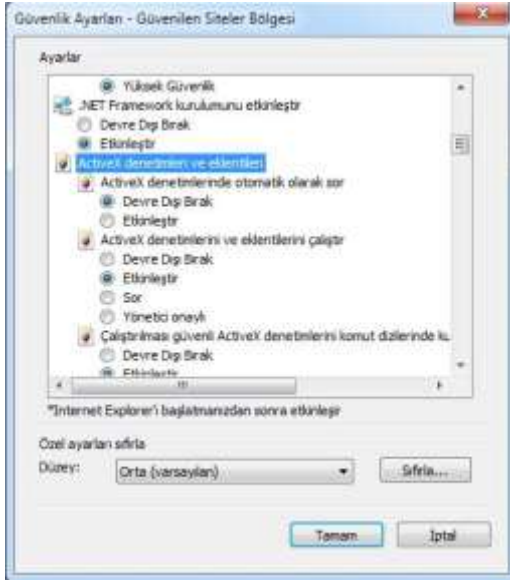 Güvenlik Ayarları - Güvenilen Siteler Bölgesi
Ayarlar
Yüksek Güvenlik
.NET Framework kurulumunu etkinleştir
Devre Dışı Bırak
Etkinleştir
ActiveX denetimleri ve eklentileri
ActiveX denetimlerinde otomatik olarak sor
Devre Dışı Bırak
Etkinleştir
ActiveX denetimlerini ve eklentilerini çalıştır
Devre Dışı Bırak
Etkinleştir
Sor
Yönetici onaylı
Çalıştırılması güvenli ActiveX denetimlerini komut dizilerinde ku
Devre Dışı Bırak
Etkinleştir
*Internet Explorer'ı başlatmanızdan sonra etkinleşir
Özel ayarları sıfırla
Düzey:
Orta (varsayılan)
Sıfırla...
Tamam
İptal